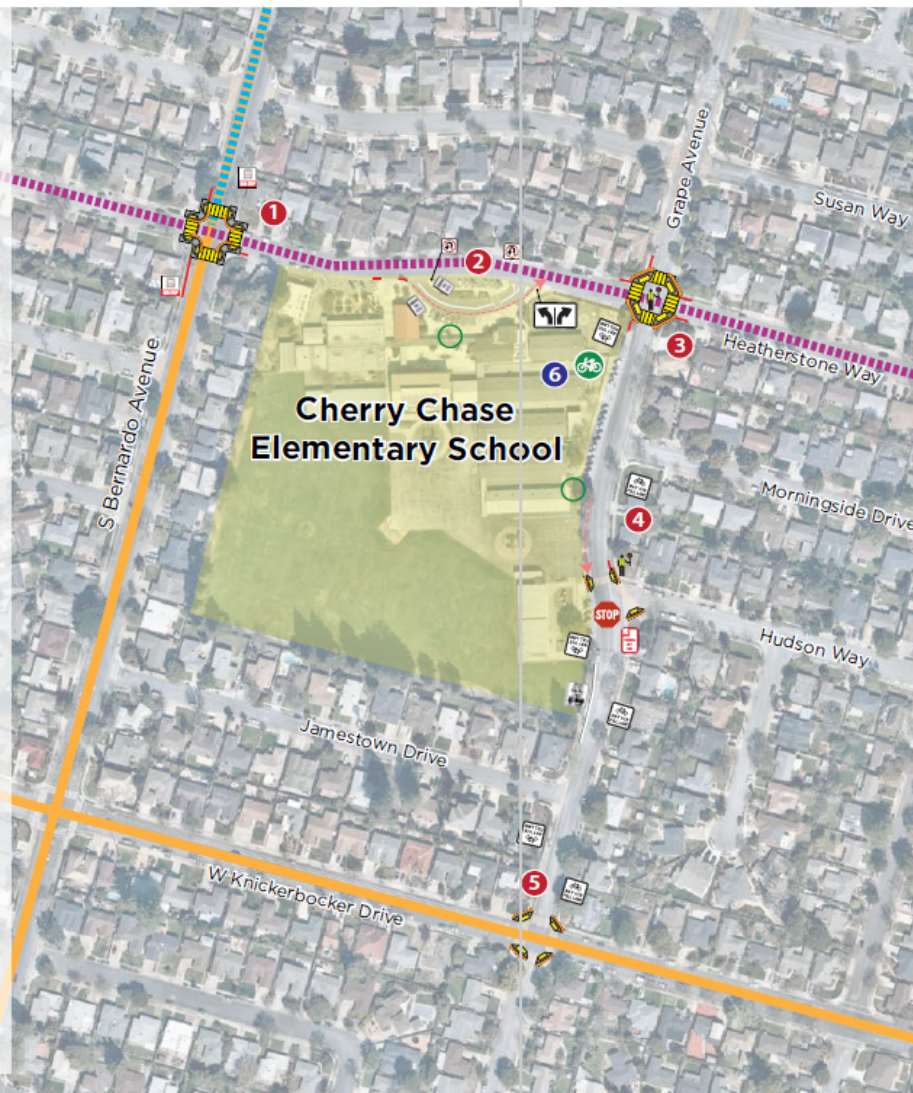 Grape Avenue
Susan Way
1
2
3
Heatherstone Way
6
Cherry Chase
Elementary School
S Bernardo Avenue
Morningside Drive
4
STOP
Hudson Way
Jamestown Drive
5
W Knickerbocker Drive